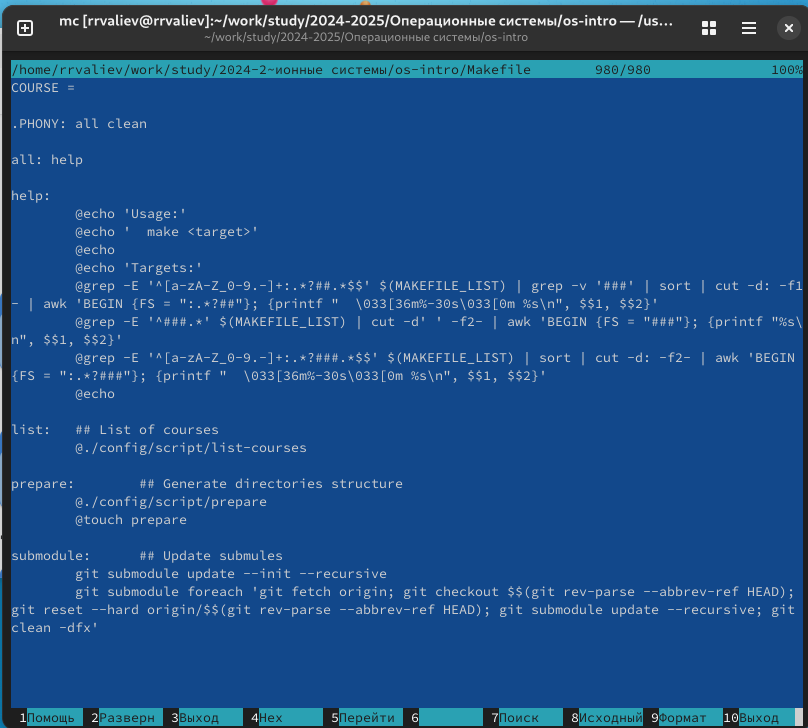 mc [rrvaliev@rrvaliev]:~/work/study/2024-2025/Операционные системы/os-intro — /us...
~/work/study/2024-2025/Операционные системы/os-intro
/home/rrvaliev/work/study/2024-2~ионные системы/os-intro/Makefile        980/980               100%
COURSE =
.PHONY: all clean
all: help
help:
        @echo 'Usage:'
        @echo '  make <target>'
        @echo
        @echo 'Targets:'
        @grep -E '^[a-zA-Z_0-9.-]+:.*?##.*$$' $(MAKEFILE_LIST) | grep -v '###' | sort | cut -d: -f1
- | awk 'BEGIN {FS = ":.*?##"}; {printf "  \033[36m%-30s\033[0m %s\n", $$1, $$2}'
        @grep -E '^###.*' $(MAKEFILE_LIST) | cut -d' ' -f2- | awk 'BEGIN {FS = "###"}; {printf "%s\
n", $$1, $$2}'
        @grep -E '^[a-zA-Z_0-9.-]+:.*?###.*$$' $(MAKEFILE_LIST) | sort | cut -d: -f2- | awk 'BEGIN
{FS = ":.*?###"}; {printf "  \033[36m%-30s\033[0m %s\n", $$1, $$2}'
        @echo
list:   ## List of courses
        @./config/script/list-courses
prepare:        ## Generate directories structure
        @./config/script/prepare
        @touch prepare
submodule:      ## Update submules
        git submodule update --init --recursive
        git submodule foreach 'git fetch origin; git checkout $$(git rev-parse --abbrev-ref HEAD);
git reset --hard origin/$$(git rev-parse --abbrev-ref HEAD); git submodule update --recursive; git
clean -dfx'
1Помощь 2Разверн 3Выход 4Hex 5Перейти 6 7Поиск 8Исходный 9Формат 10Выход